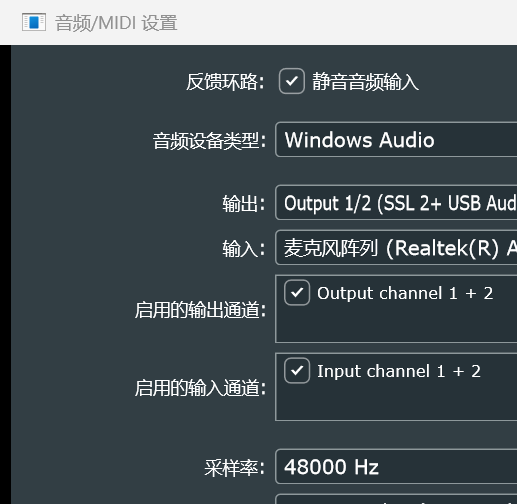 音频/MIDI 设置
反馈环路: 静音音频输入
音频设备类型: Windows Audio
输出: Output 1/2 (SSL 2+ USB Aud
输入: 麦克风阵列 (Realtek(R) A
Output channel 1 + 2
启用的输出通道:
Input channel 1 + 2
启用的输入通道:
采样率: 48000 Hz